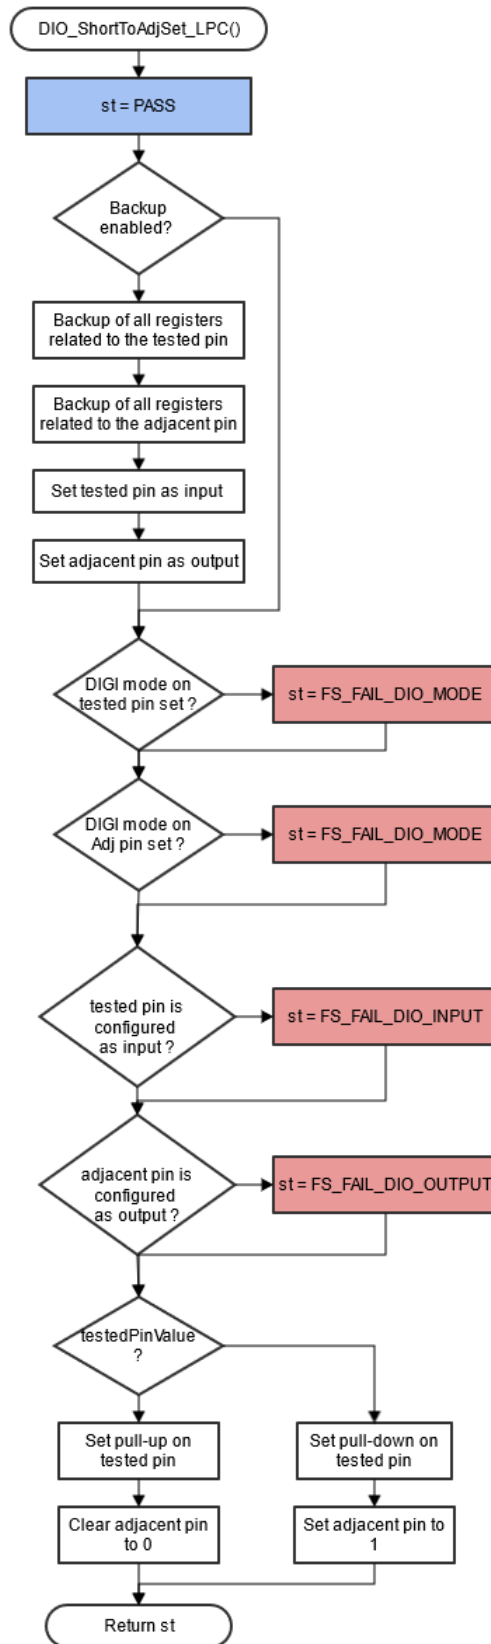 DIO_ShortToAdjSet_LPC()
st = PASS
Backup
enabled?
Backup of all registers
related to the tested pin
Backup of all registers
related to the adjacent pin
Set tested pin as input
Set adjacent pin as output
DIGI mode on
tested pin set ?
st = FS_FAIL_DIO_MODE
DIGI mode on
Adj pin set ?
st = FS_FAIL_DIO_MODE
tested pin is
configured
as input ?
st = FS_FAIL_DIO_INPUT
adjacent pin is
configured
as output ?
st = FS_FAIL_DIO_OUTPUT
testedPinValue
?
Set pull-up on
tested pin
Set pull-down on
tested pin
Clear adjacent pin
to 0
Set adjacent pin to
1
Return st